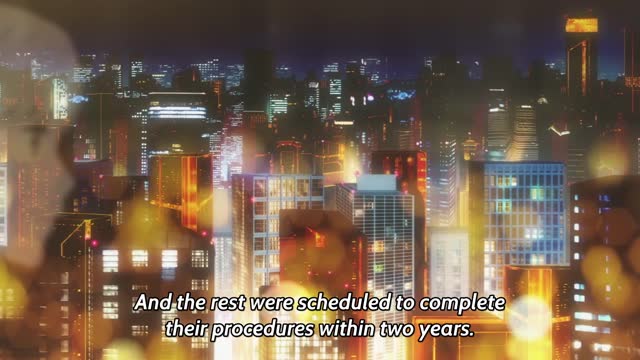 And the rest were scheduled to complete
their procedures within two years.